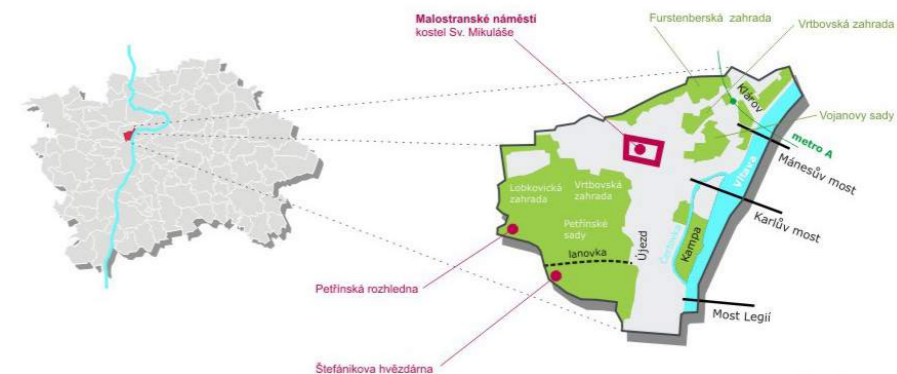 Malostranské náměstí
kostel Sv. Mikuláše
Furstenberská zahrada
Vrtbovská zahrada
Klárov
Vojanovy sady
metro A
Mánesův most
Vltava
Karlův most
Lobkovická
zahrada
Vrtbovská
zahrada
Petřínské
sady
Újezd
lanovka
Čertovka
Kampa
Most Legií
Petřínská rozhledna
Štefánikova hvězdárna